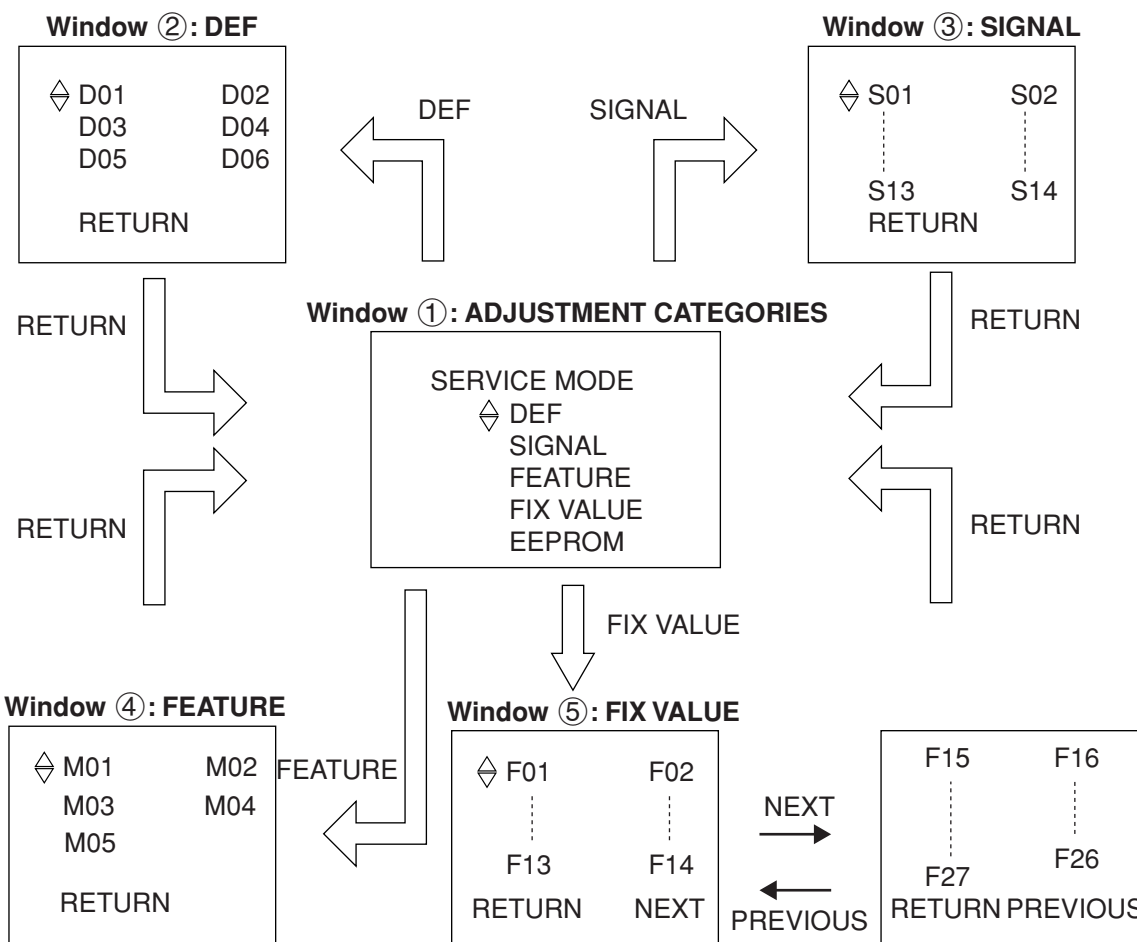 Window ②: DEF
D01 D02
D03 D04
D05 D06
RETURN
DEF
SIGNAL
Window ③: SIGNAL
S01 S02
S13 S14
RETURN
RETURN
RETURN
Window ①: ADJUSTMENT CATEGORIES
SERVICE MODE
DEF
SIGNAL
FEATURE
FIX VALUE
EEPROM
RETURN
RETURN
FIX VALUE
Window ④: FEATURE
M01 M02
M03 M04
M05
RETURN
FEATURE
Window ⑤: FIX VALUE
F01 F02
F13 F14
RETURN NEXT
NEXT
PREVIOUS
F15 F16
F27 F26
RETURN PREVIOUS